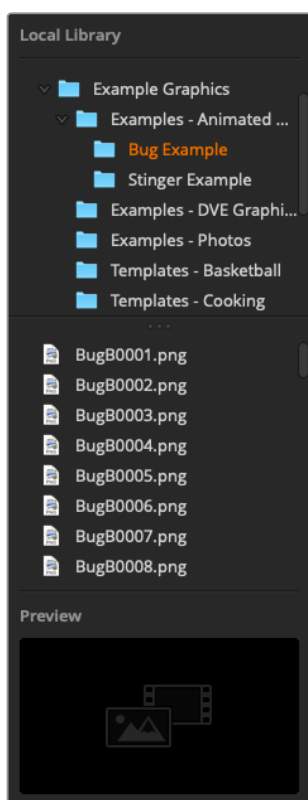 Local Library
Example Graphics
Examples - Animated ...
Bug Example
Stinger Example
Examples - DVE Graphi...
Examples - Photos
Templates - Basketball
Templates - Cooking
BugB0001.png
BugB0002.png
BugB0003.png
BugB0004.png
BugB0005.png
BugB0006.png
BugB0007.png
BugB0008.png
Preview